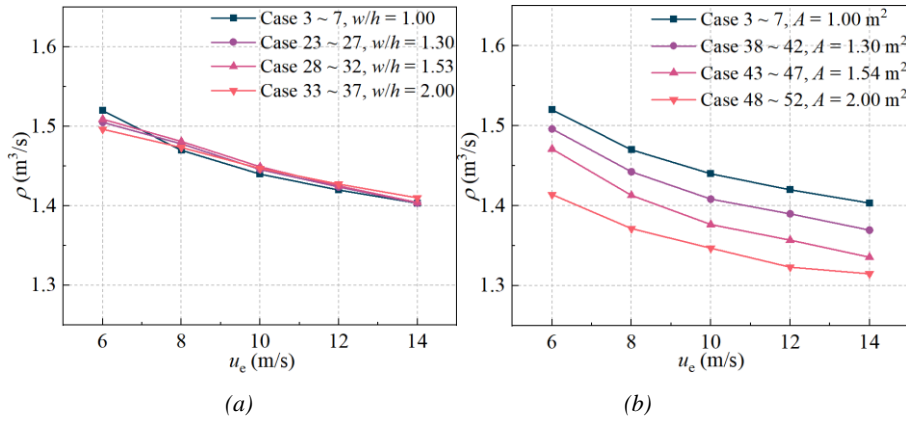 Case 3 ~ 7, w/h = 1.00
Case 23 ~ 27, w/h = 1.30
Case 28 ~ 32, w/h = 1.53
Case 33 ~ 37, w/h = 2.00
1.6
1.5
1.4
1.3
ρ (m³/s)
6 8 10 12 14
uₑ (m/s)
(a)
Case 3 ~ 7, A = 1.00 m²
Case 38 ~ 42, A = 1.30 m²
Case 43 ~ 47, A = 1.54 m²
Case 48 ~ 52, A = 2.00 m²
1.6
1.5
1.4
1.3
ρ (m³/s)
6 8 10 12 14
uₑ (m/s)
(b)